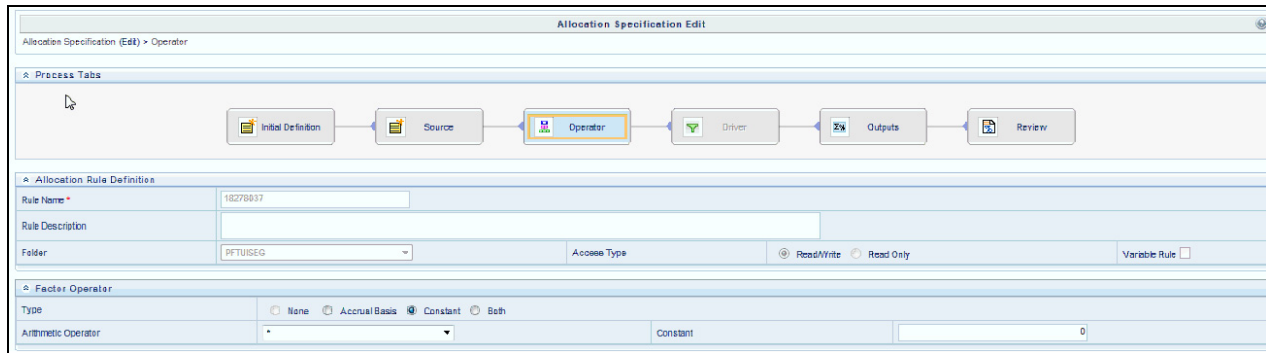 Allocation Specification Edit
Allocation Specification (Edit) > Operator
Process Tabs
Initial Definition
Source
Operator
Driver
Outputs
Review
Allocation Rule Definition
Rule Name *
18278037
Rule Description
Folder
PFTUISEG
Access Type
Read/Write
Read Only
Variable Rule
Factor Operator
Type
None
Accrual Basis
Constant
Both
Arithmetic Operator
*
Constant
0